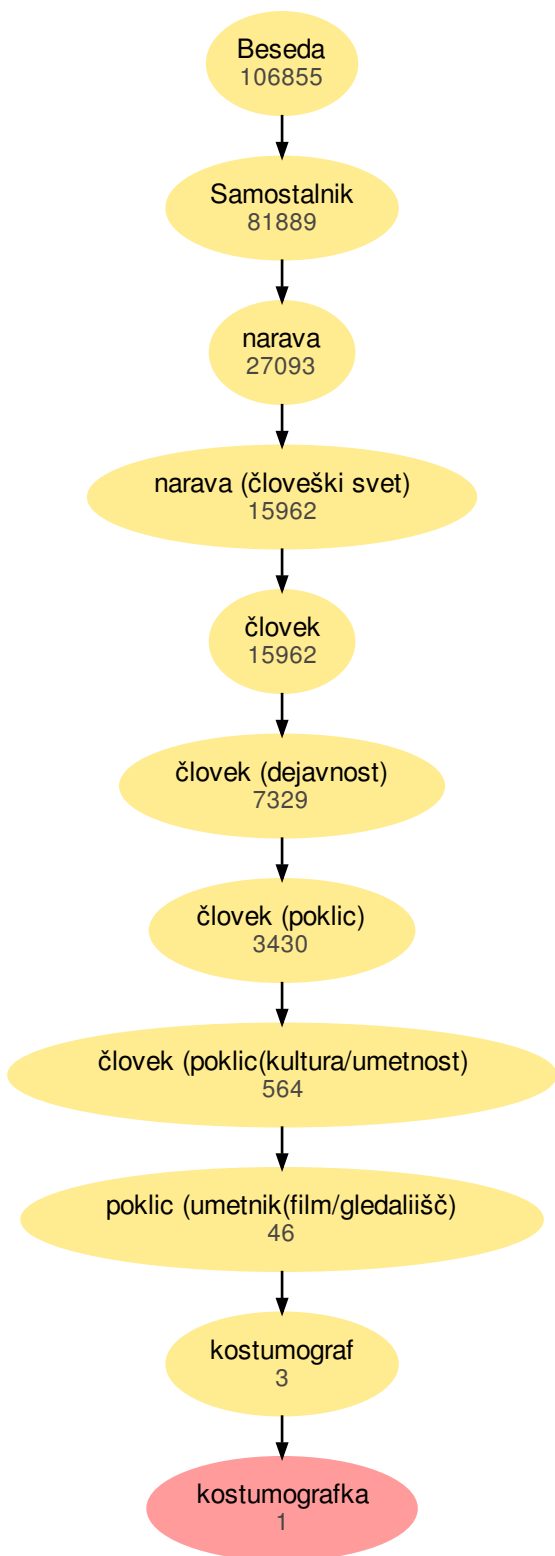 Beseda
106855
Samostalnik
81889
narava
27093
narava (človeški svet)
15962
človek
15962
človek (dejavnost)
7329
človek (poklic)
3430
človek (poklic(kultura/umetnost)
564
poklic (umetnik(film/gledaliišč)
46
kostumograf
3
kostumografka
1